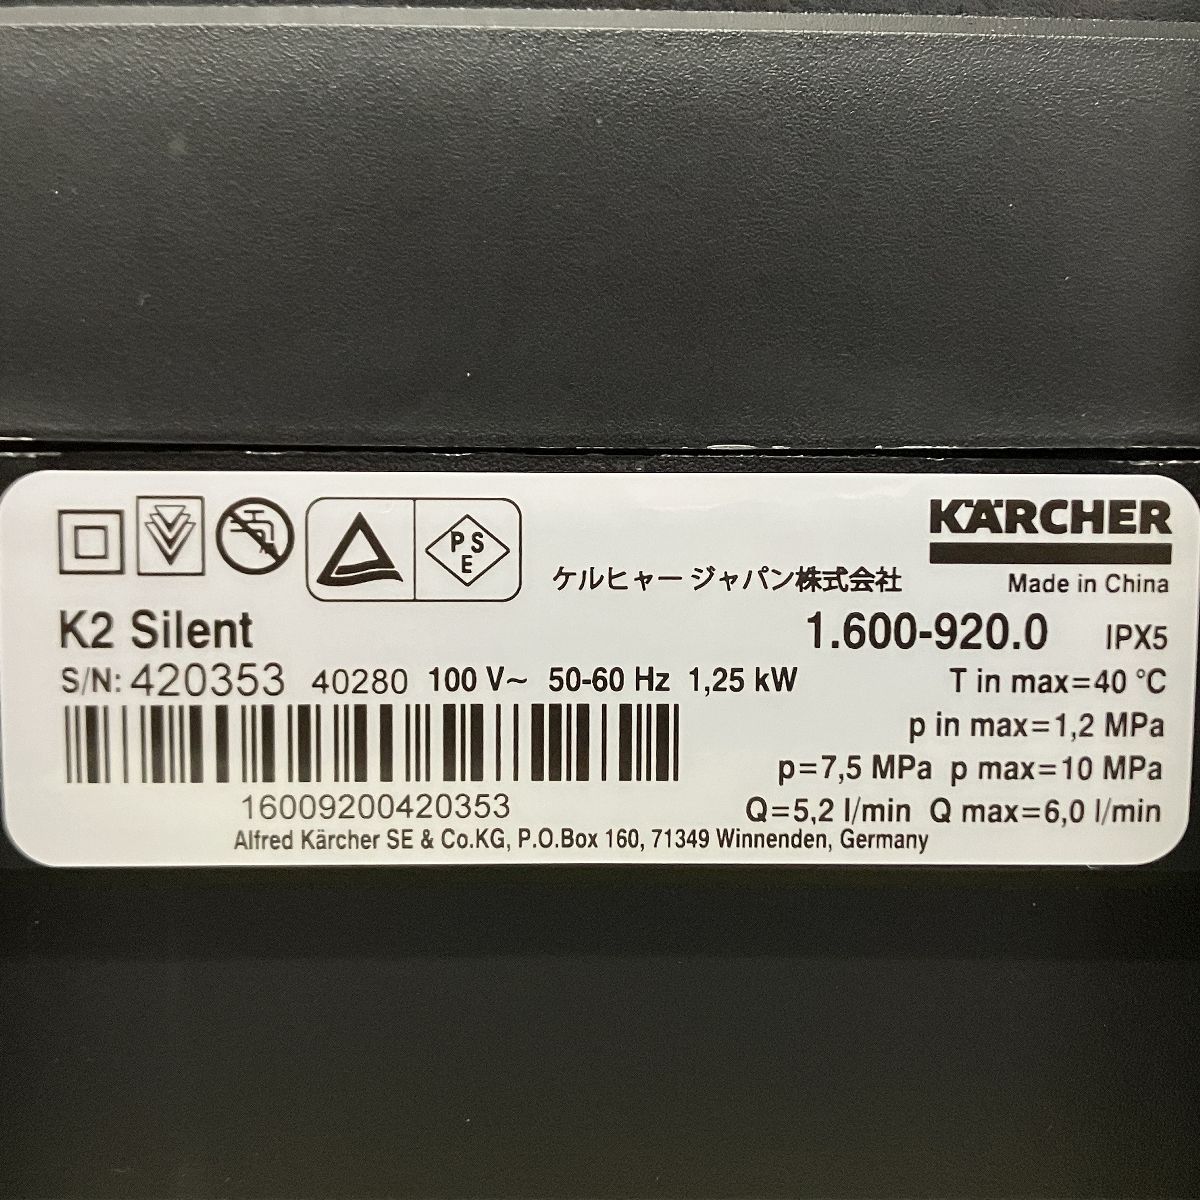 KÄRCHER
P S
E
ケルヒャー ジャパン株式会社
Made in China
K2 Silent
1.600-920.0 IPX5
S/N: 420353 40280 100 V~ 50-60 Hz 1,25 kW
T in max=40 °C
p in max=1,2 MPa
p=7,5 MPa p max=10 MPa
16009200420353
Q=5,2 l/min Q max=6,0 l/min
Alfred Kärcher SE & Co.KG, P.O.Box 160, 71349 Winnenden, Germany